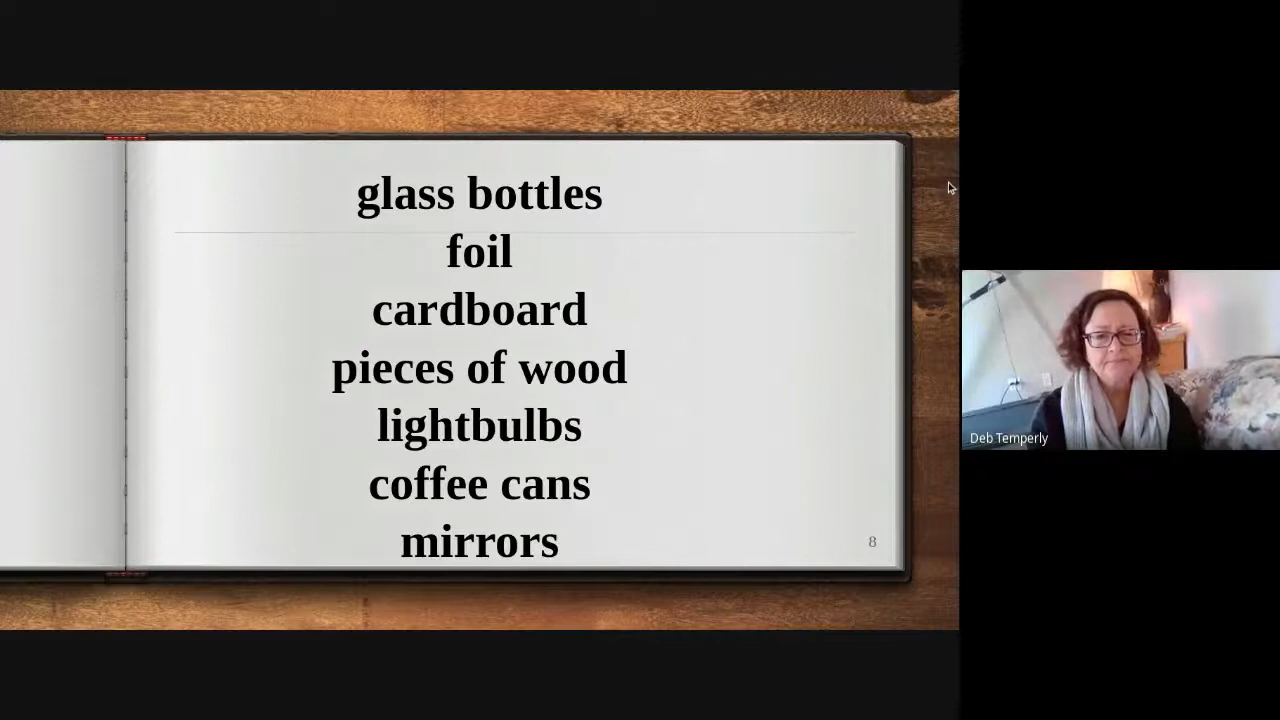 glass bottles
foil
cardboard
pieces of wood
lightbulbs
coffee cans
mirrors
8
Deb Temperly